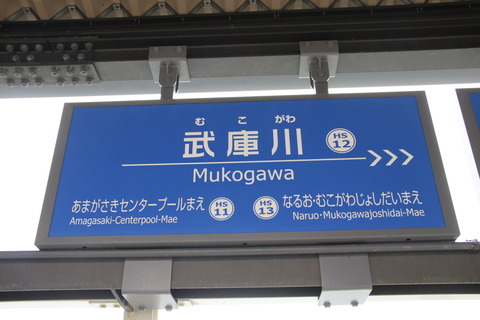 むこがわ
武庫川 HS 12
Mukogawa
あまがさきセンタープールまえ HS 11 HS 13 なるお・むこがわじょしだいまえ
Amagasaki-Centerpool-Mae Naruo-Mukogawajoshidai-Mae